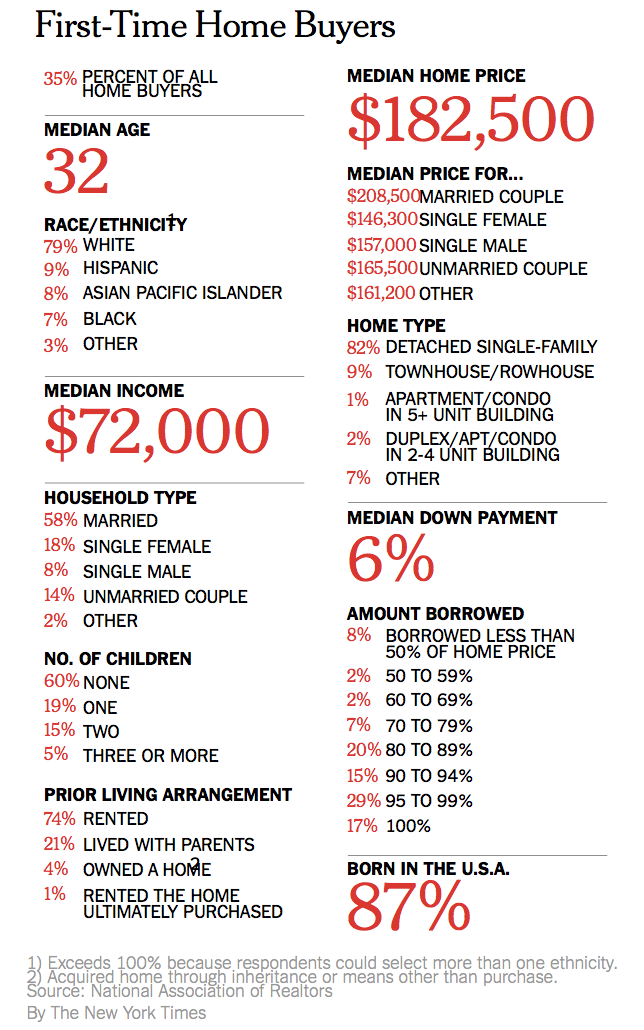 First-Time Home Buyers
35% PERCENT OF ALL
HOME BUYERS
MEDIAN AGE
32
RACE/ETHNICITY1
79% WHITE
9% HISPANIC
8% ASIAN PACIFIC ISLANDER
7% BLACK
3% OTHER
MEDIAN INCOME
$72,000
HOUSEHOLD TYPE
58% MARRIED
18% SINGLE FEMALE
8% SINGLE MALE
14% UNMARRIED COUPLE
2% OTHER
NO. OF CHILDREN
60% NONE
19% ONE
15% TWO
5% THREE OR MORE
PRIOR LIVING ARRANGEMENT
74% RENTED
21% LIVED WITH PARENTS
4% OWNED A HOME2
1% RENTED THE HOME
ULTIMATELY PURCHASED
MEDIAN HOME PRICE
$182,500
MEDIAN PRICE FOR...
$208,500 MARRIED COUPLE
$146,300 SINGLE FEMALE
$157,000 SINGLE MALE
$165,500 UNMARRIED COUPLE
$161,200 OTHER
HOME TYPE
82% DETACHED SINGLE-FAMILY
9% TOWNHOUSE/ROWHOUSE
1% APARTMENT/CONDO
IN 5+ UNIT BUILDING
2% DUPLEX/APT/CONDO
IN 2-4 UNIT BUILDING
7% OTHER
MEDIAN DOWN PAYMENT
6%
AMOUNT BORROWED
8% BORROWED LESS THAN
50% OF HOME PRICE
2% 50 TO 59%
2% 60 TO 69%
7% 70 TO 79%
20% 80 TO 89%
15% 90 TO 94%
29% 95 TO 99%
17% 100%
BORN IN THE U.S.A.
87%
1) Exceeds 100% because respondents could select more than one ethnicity.
2) Acquired home through inheritance or means other than purchase.
Source: National Association of Realtors
By The New York Times